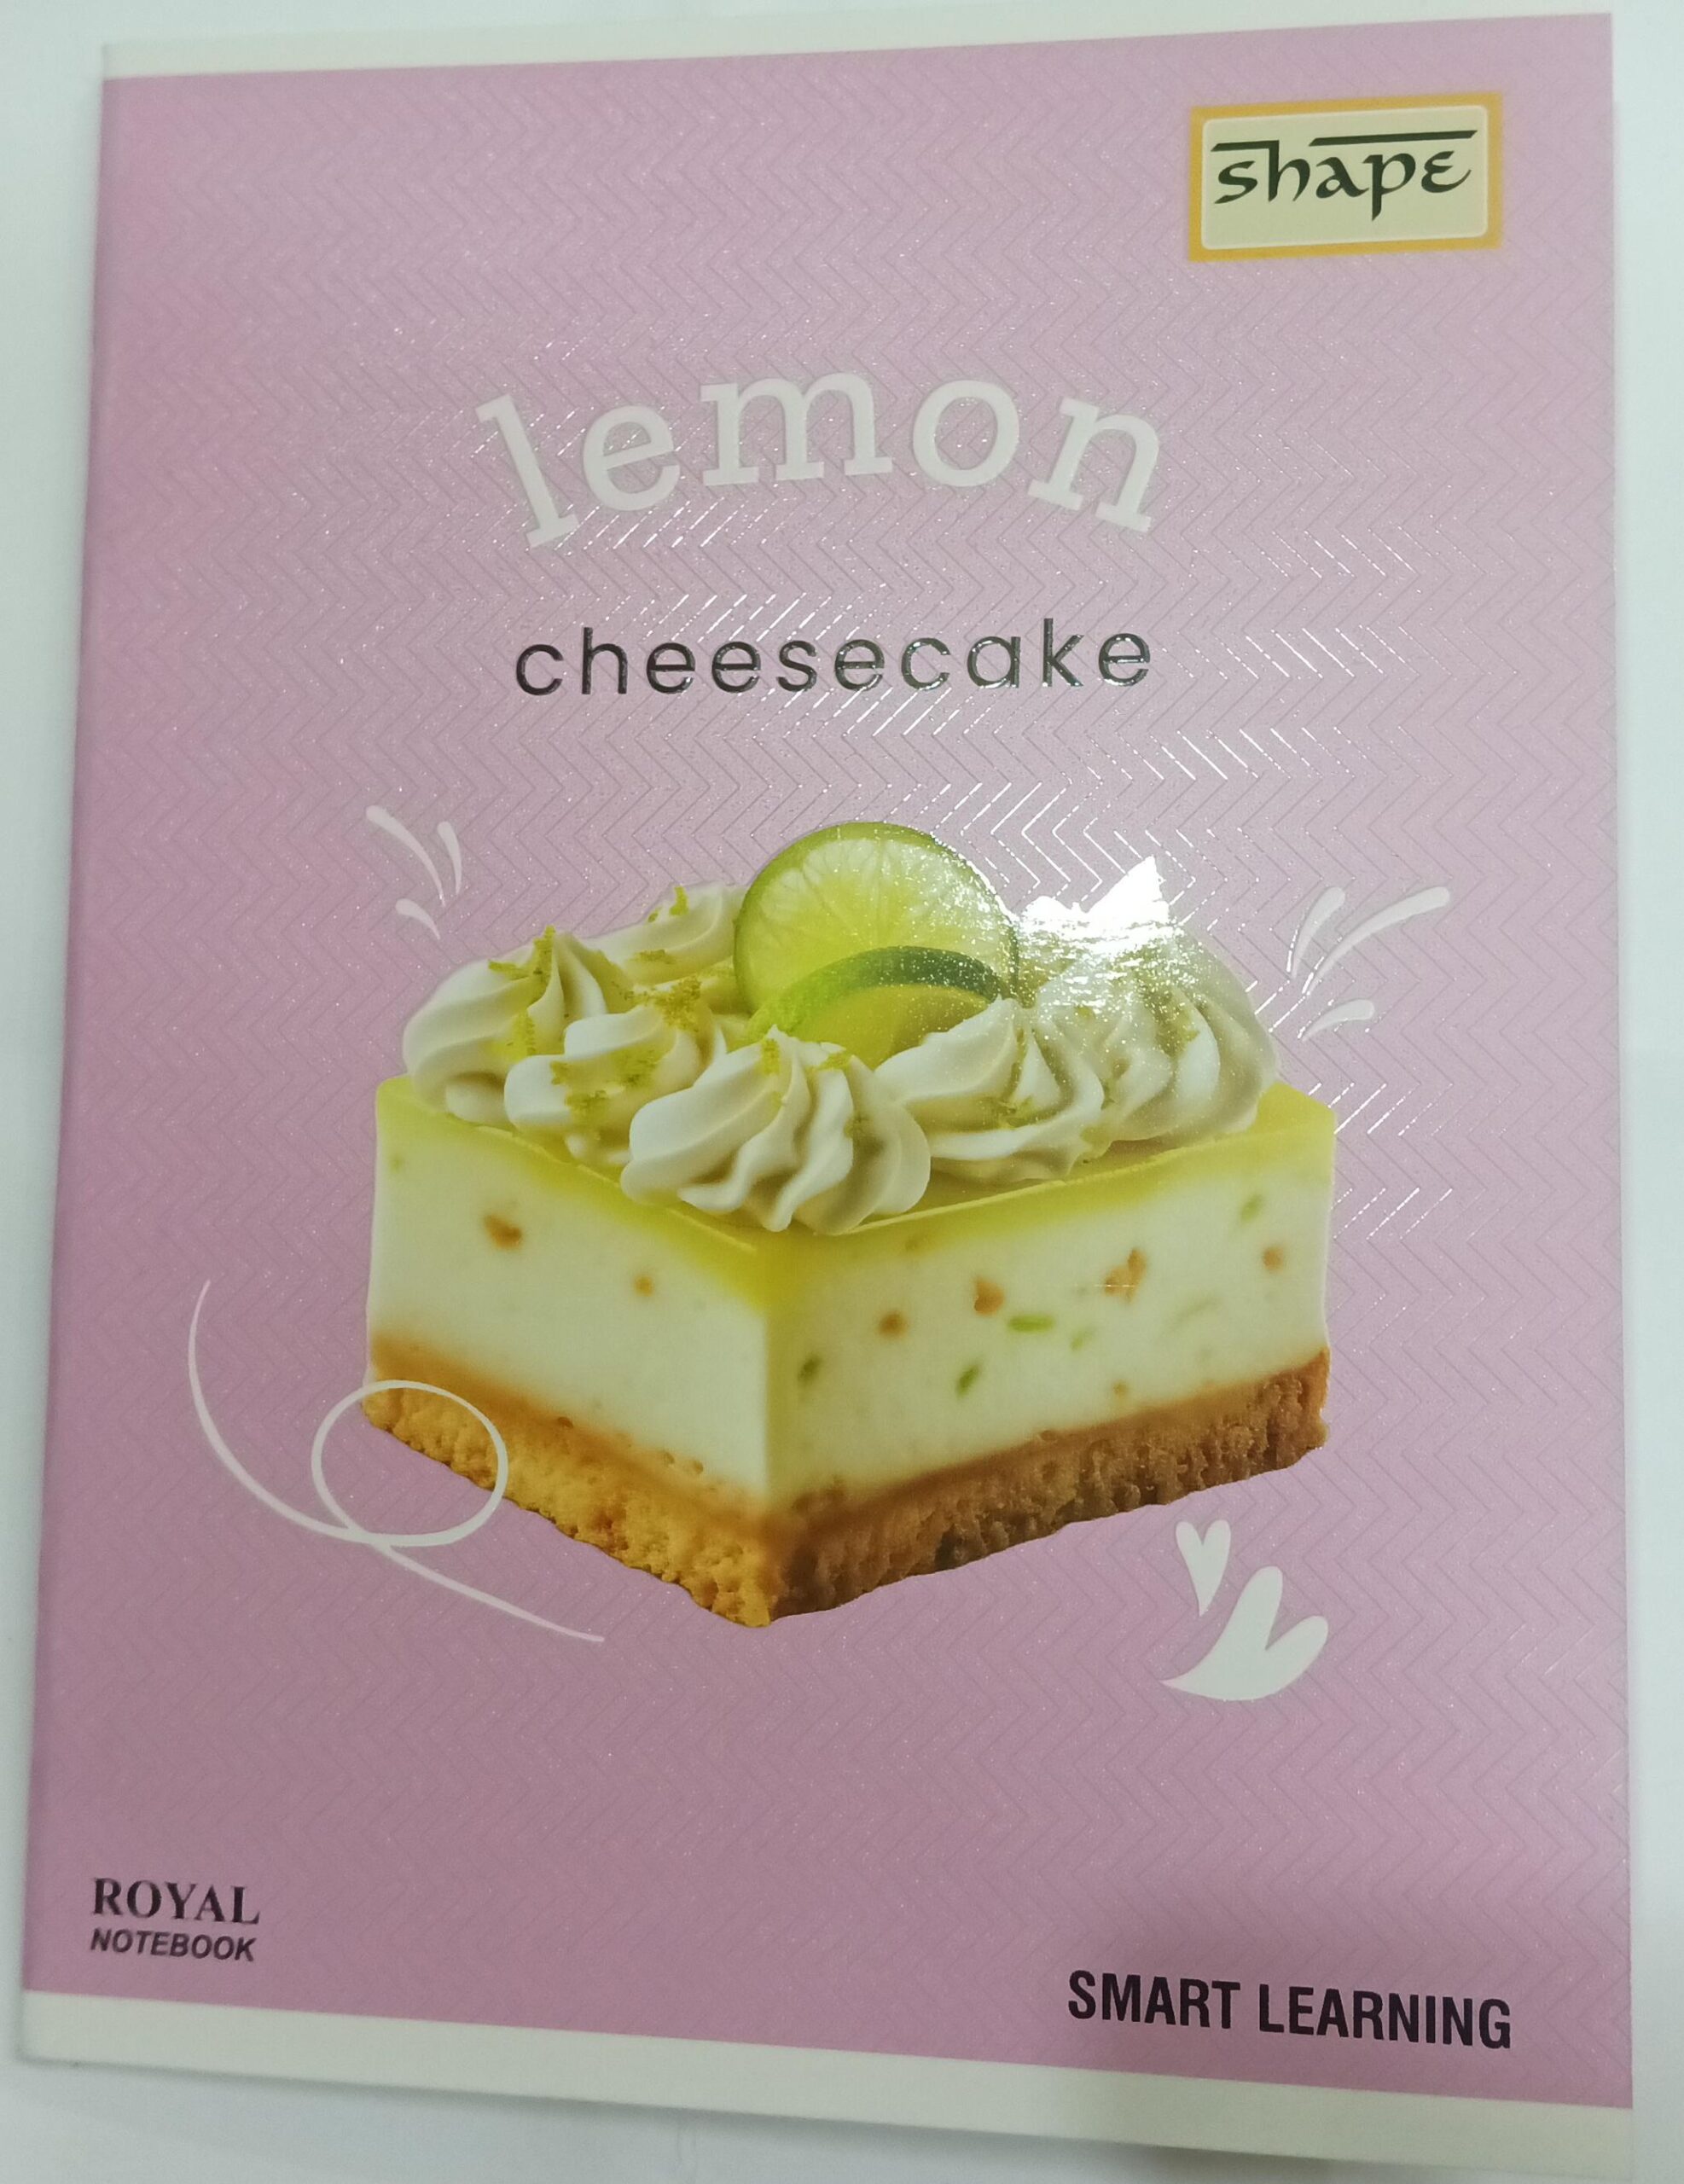 shape
lemon
cheesecake
ROYAL
NOTEBOOK
SMART LEARNING